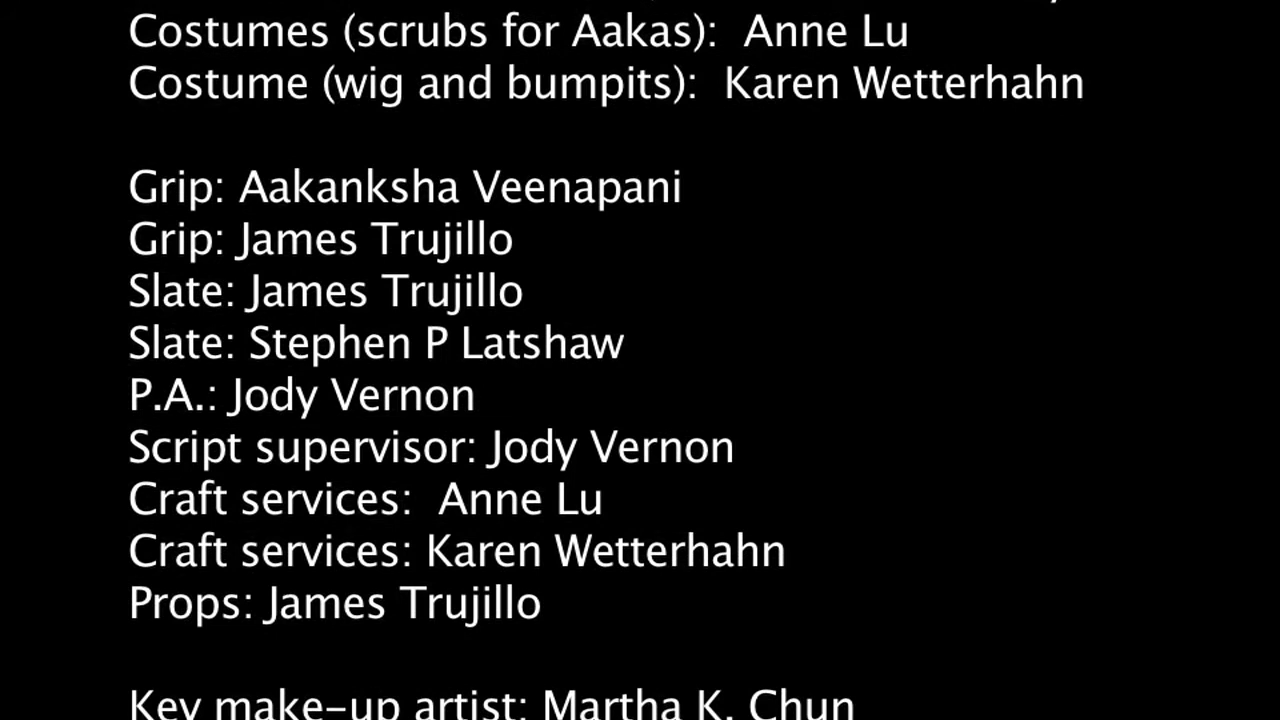 Costumes (scrubs for Aakas):  Anne Lu
Costume (wig and bumpits):  Karen Wetterhahn
Grip: Aakanksha Veenapani
Grip: James Trujillo
Slate: James Trujillo
Slate: Stephen P Latshaw
P.A.: Jody Vernon
Script supervisor: Jody Vernon
Craft services:  Anne Lu
Craft services: Karen Wetterhahn
Props: James Trujillo
Key make-up artist: Martha K. Chun